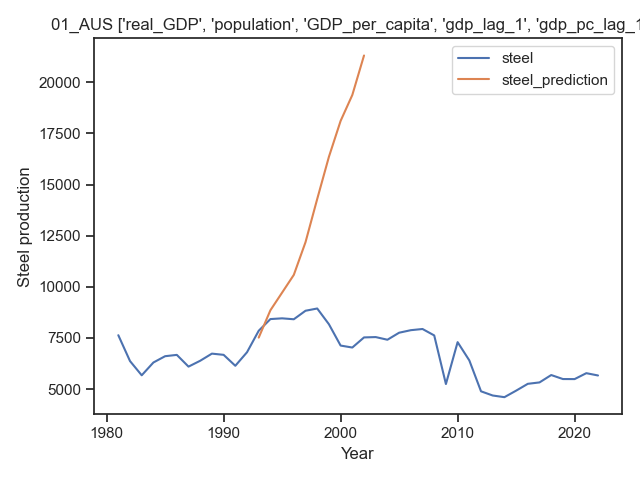 01_AUS ['real_GDP', 'population', 'GDP_per_capita', 'gdp_lag_1', 'gdp_pc_lag_1
steel
steel_prediction
Steel production
20000
17500
15000
12500
10000
7500
5000
1980 1990 2000 2010 2020
Year